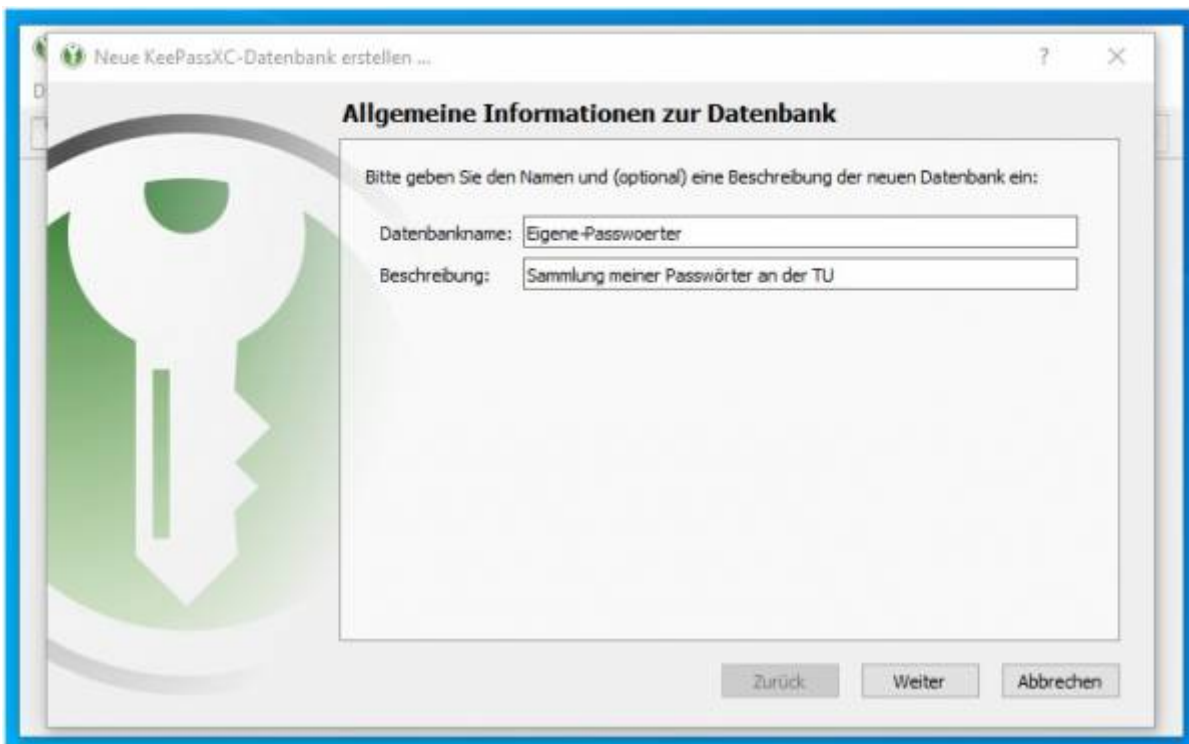 Neue KeePassXC-Datenbank erstellen ...
?
D
Allgemeine Informationen zur Datenbank
Bitte geben Sie den Namen und (optional) eine Beschreibung der neuen Datenbank ein:
Datenbankname: Eigene-Passwoerter
Beschreibung: Sammlung meiner Passwörter an der TU
Zurück Weiter Abbrechen